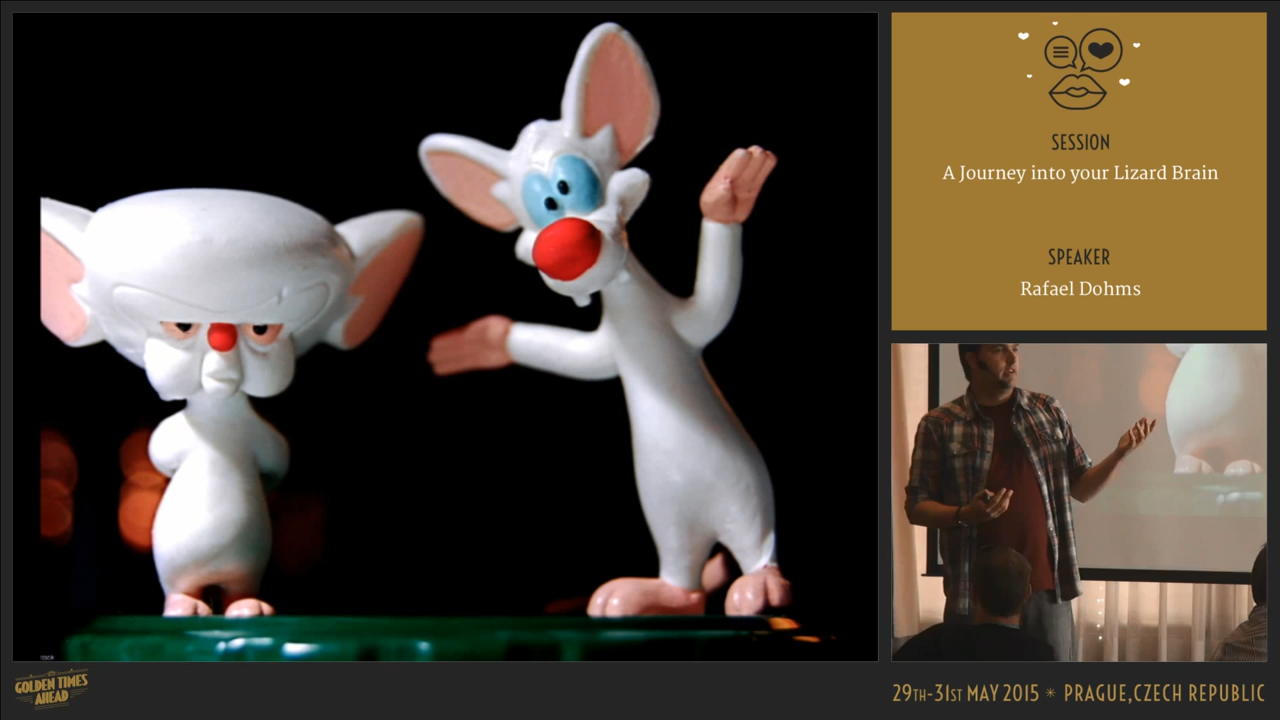 SESSION
A Journey into your Lizard Brain
SPEAKER
Rafael Dohms
GOLDEN TIMES
AHEAD
29TH-31ST MAY 2015 * PRAGUE,CZECH REPUBLIC